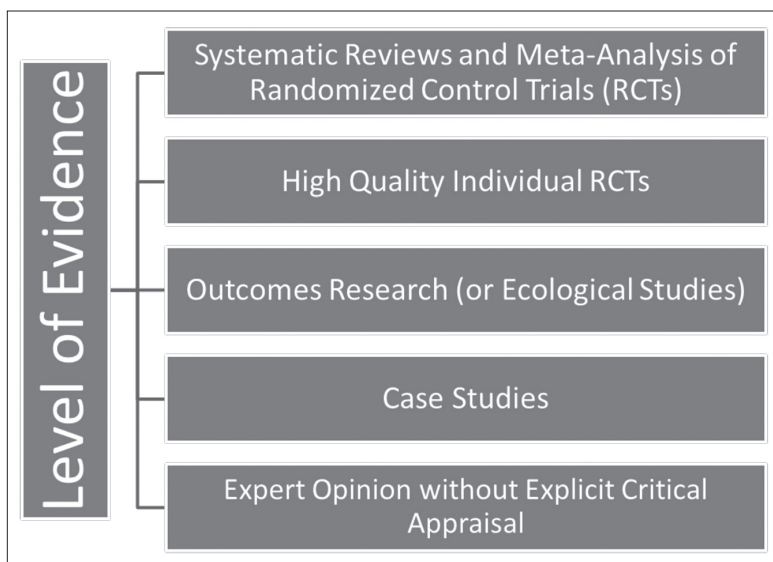 Level of Evidence
Systematic Reviews and Meta-Analysis of
Randomized Control Trials (RCTs)
High Quality Individual RCTs
Outcomes Research (or Ecological Studies)
Case Studies
Expert Opinion without Explicit Critical
Appraisal